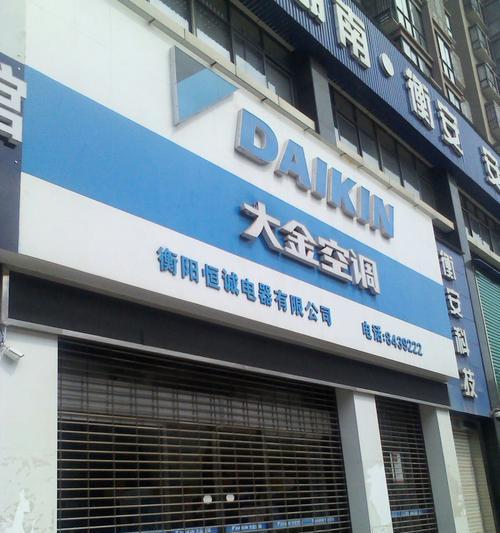 DAIKIN
大金空调
衡阳恒诚电器有限公司
电话:8439222
南·衡安
衡安科技